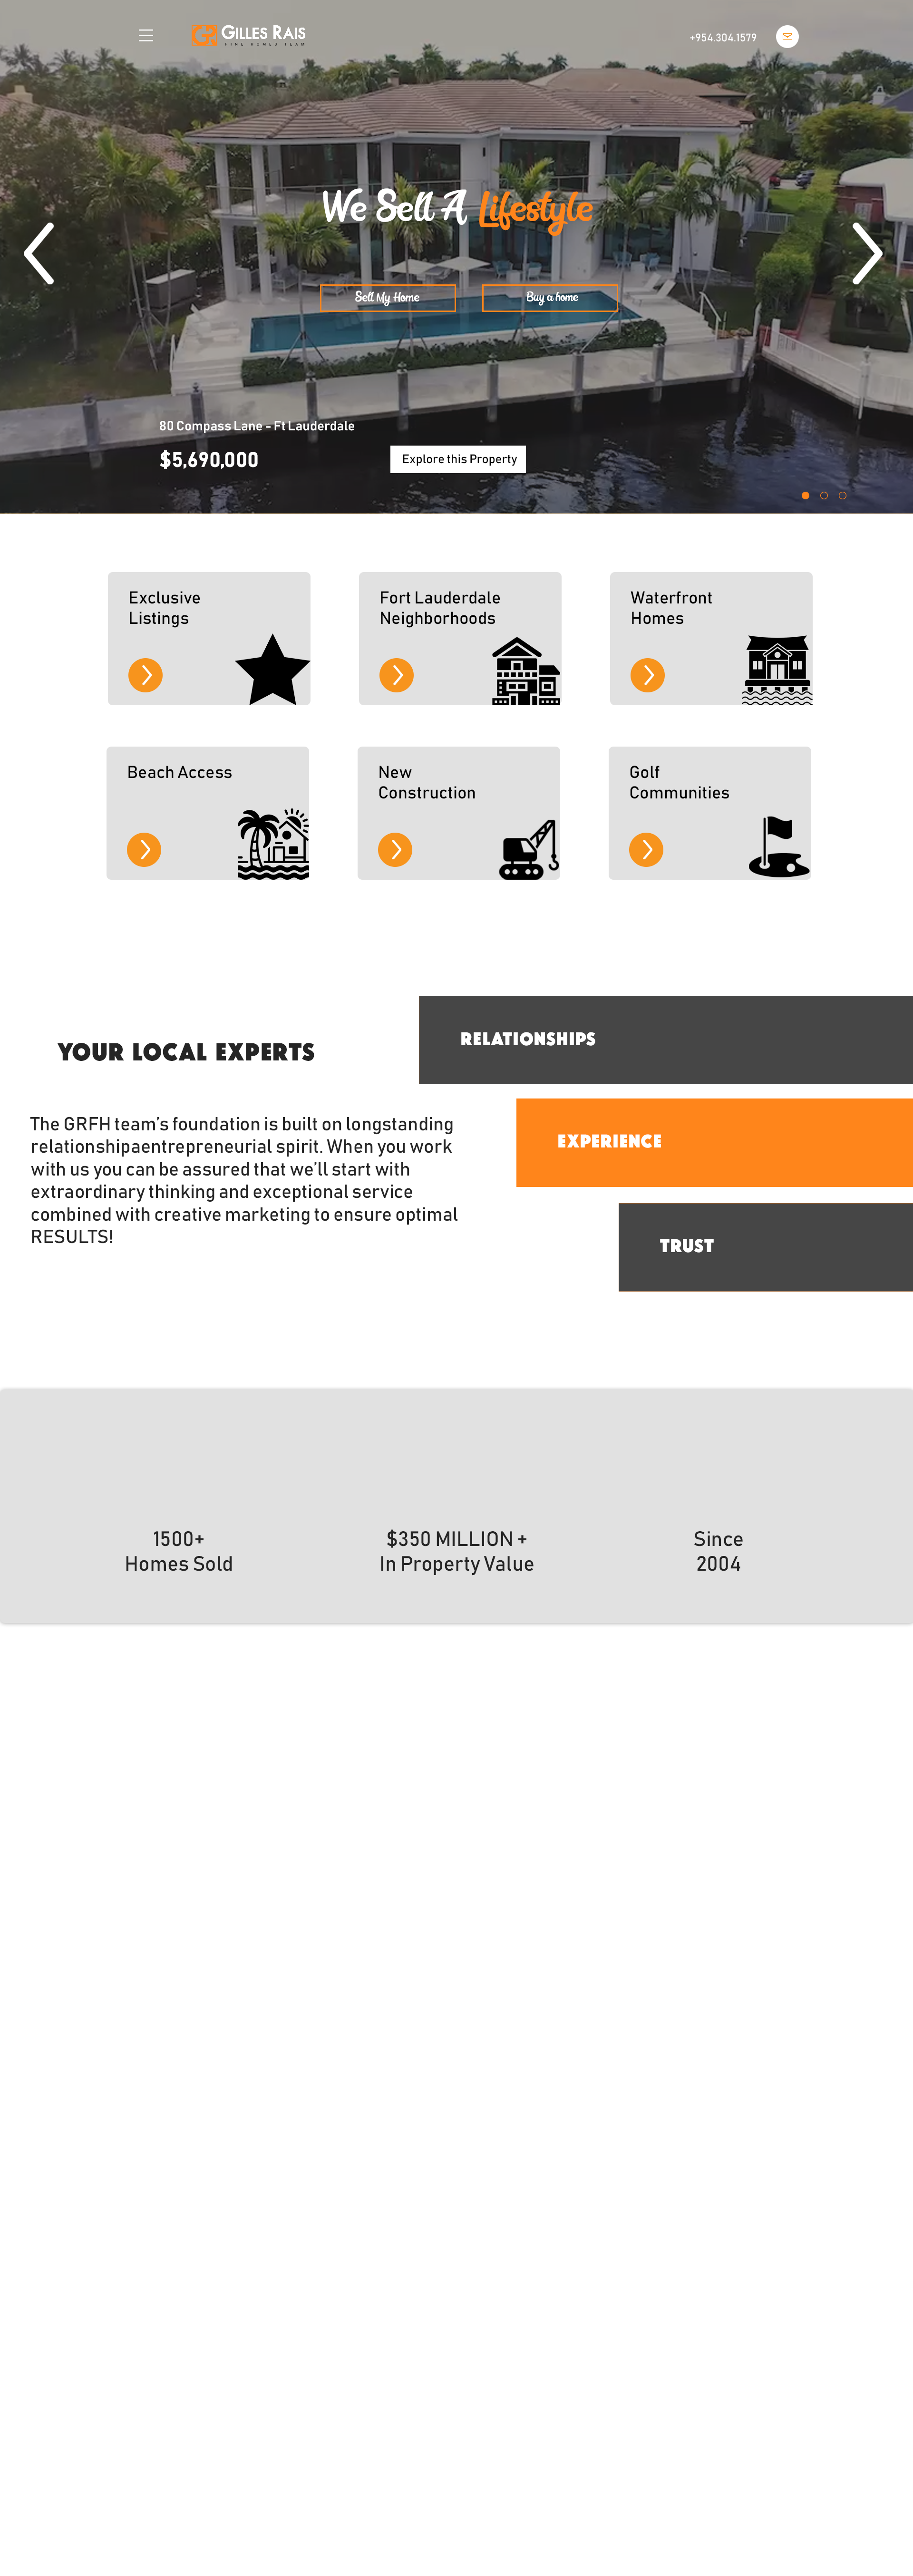 GILLES RAIS
FINE HOMES TEAM
+954.304.1579
We Sell A Lifestyle
Sell My Home
Buy a home
80 Compass Lane - Ft Lauderdale
$5,690,000
Explore this Property
Exclusive
Listings
Fort Lauderdale
Neighborhoods
Waterfront
Homes
Beach Access
New
Construction
Golf
Communities
YOUR LOCAL EXPERTS
The GRFH team’s foundation is built on longstanding
relationshipaentrepreneurial spirit. When you work
with us you can be assured that we’ll start with
extraordinary thinking and exceptional service
combined with creative marketing to ensure optimal
RESULTS!
RELATIONSHIPS
EXPERIENCE
TRUST
1500+
Homes Sold
$350 MILLION +
In Property Value
Since
2004